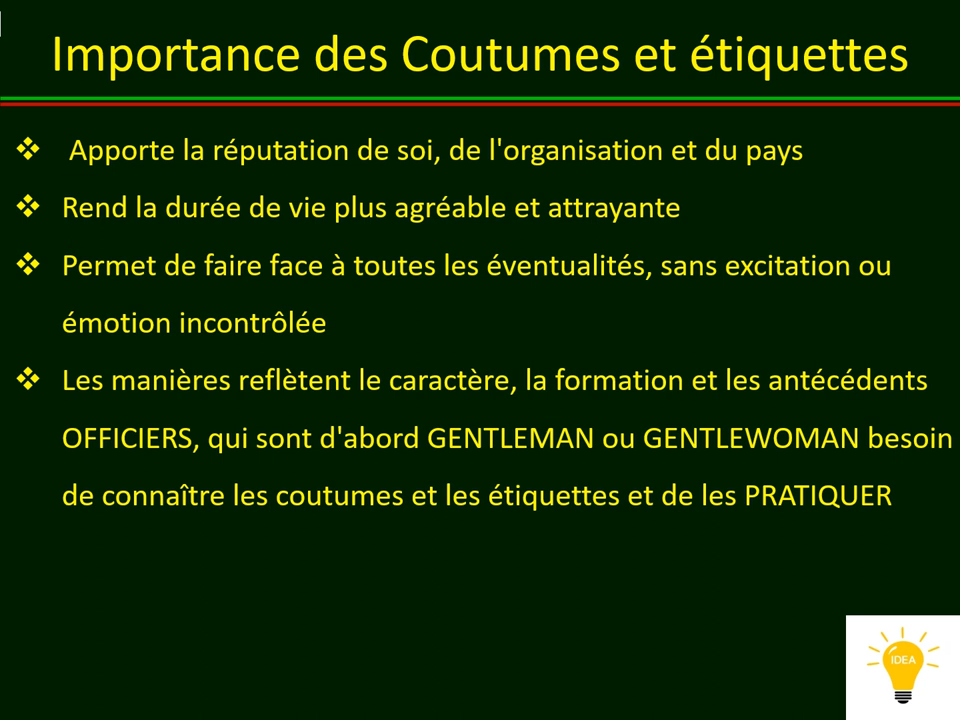 Importance des Coutumes et étiquettes
❖ Apporte la réputation de soi, de l'organisation et du pays
❖ Rend la durée de vie plus agréable et attrayante
❖ Permet de faire face à toutes les éventualités, sans excitation ou
émotion incontrôlée
❖ Les manières reflètent le caractère, la formation et les antécédents
OFFICIERS, qui sont d'abord GENTLEMAN ou GENTLEWOMAN besoin
de connaître les coutumes et les étiquettes et de les PRATIQUER
IDEA